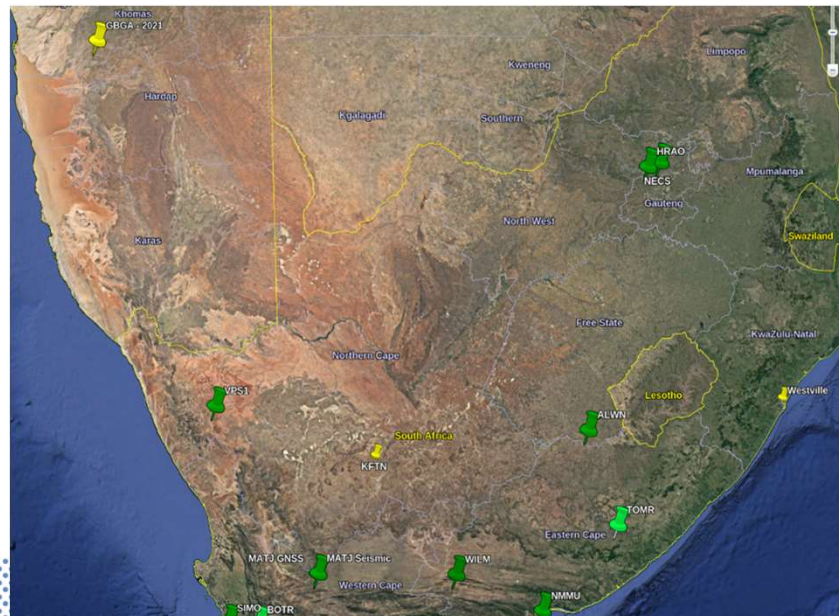 Khomas
GBGA - 2021
Hardap
Kgalagadi
Kweneng
Southern
Limpopo
HRAO
NECS
Gauteng
Mpumalanga
Swaziland
North West
Karas
Free State
KwaZulu-Natal
Northern Cape
Lesotho
VPS1
Westville
ALWN
South Africa
KFTN
TOMR
Eastern Cape
MATJ GNSS
MATJ Seismic
WILM
Western Cape
NMMU
SIMO
BOTR